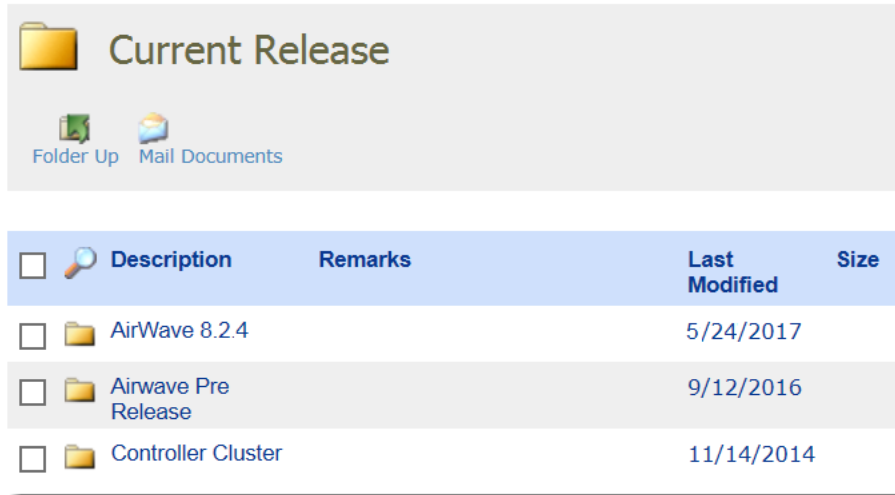 Current Release
Folder Up Mail Documents
Description Remarks Last Modified Size
AirWave 8.2.4 5/24/2017
Airwave Pre Release 9/12/2016
Controller Cluster 11/14/2014